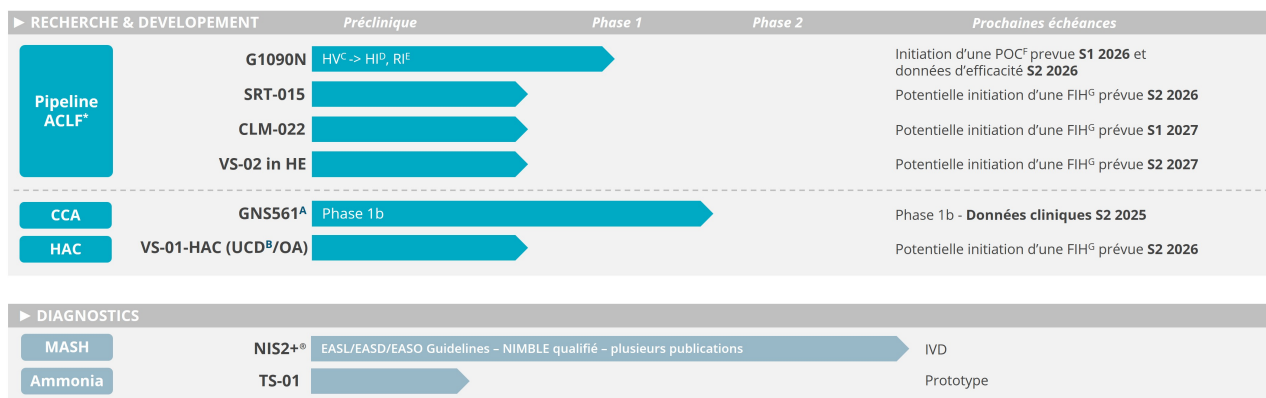 ► RECHERCHE & DEVELOPEMENT Préclinique Phase 1 Phase 2 Prochaines échéances
Pipeline
ACLF*
G1090N HVC -> HID, RIE Initiation d’une POCF prevue S1 2026 et
données d’efficacité S2 2026
SRT-015 Potentielle initiation d’une FIHG prévue S2 2026
CLM-022 Potentielle initiation d’une FIHG prévue S1 2027
VS-02 in HE Potentielle initiation d’une FIHG prévue S2 2027
CCA GNS561A Phase 1b Phase 1b - Données cliniques S2 2025
HAC VS-01-HAC (UCDB/OA) Potentielle initiation d’une FIHG prévue S2 2026
► DIAGNOSTICS
MASH NIS2+® EASL/EASD/EASO Guidelines – NIMBLE qualifié – plusieurs publications IVD
Ammonia TS-01 Prototype